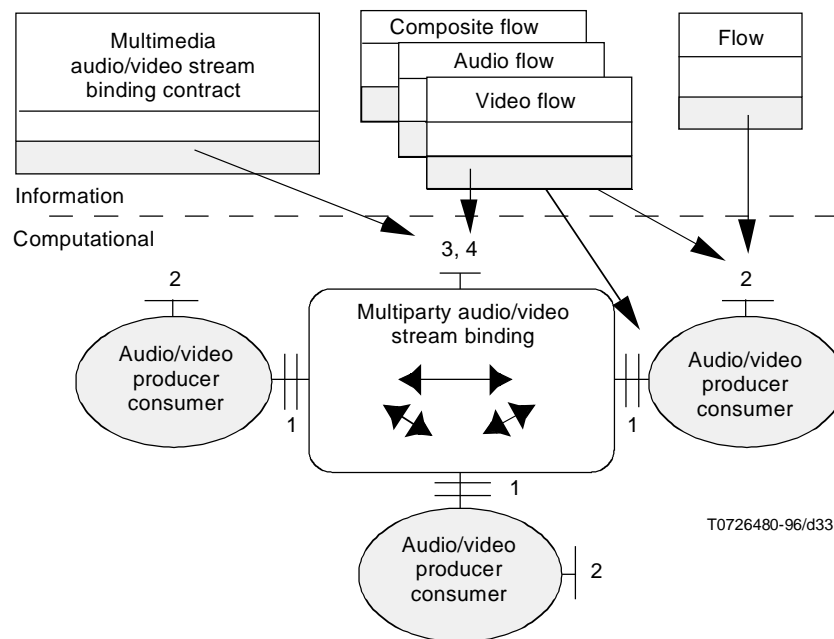 Multimedia
audio/video stream
binding contract
Composite flow
Audio flow
Video flow
Flow
Information
Computational
3, 4
2
2
Multiparty audio/video
stream binding
Audio/video
producer
consumer
Audio/video
producer
consumer
1
1
1
T0726480-96/d33
Audio/video
producer
consumer
2